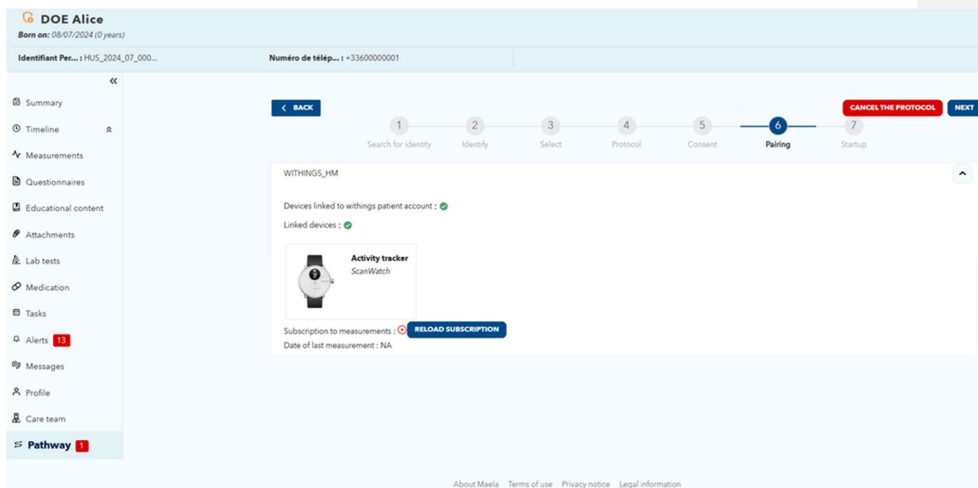 DOE Alice
Born on: 08/07/2024 (0 years)
Identifiant Per... : HUS_2024_07_000...
Numéro de télép... : +33600000001
«
Summary
Timeline
Measurements
Questionnaires
Educational content
Attachments
Lab tests
Medication
Tasks
Alerts 13
Messages
Profile
Care team
Pathway 1
BACK
CANCEL THE PROTOCOL
NEXT
1 2 3 4 5 6 7
Search for identity Identify Select Protocol Consent Pairing Startup
WITHINGS_HM
Devices linked to withings patient account :
Linked devices :
Activity tracker
ScanWatch
Subscription to measurements : RELOAD SUBSCRIPTION
Date of last measurement : NA
About Maela Terms of use Privacy notice Legal information